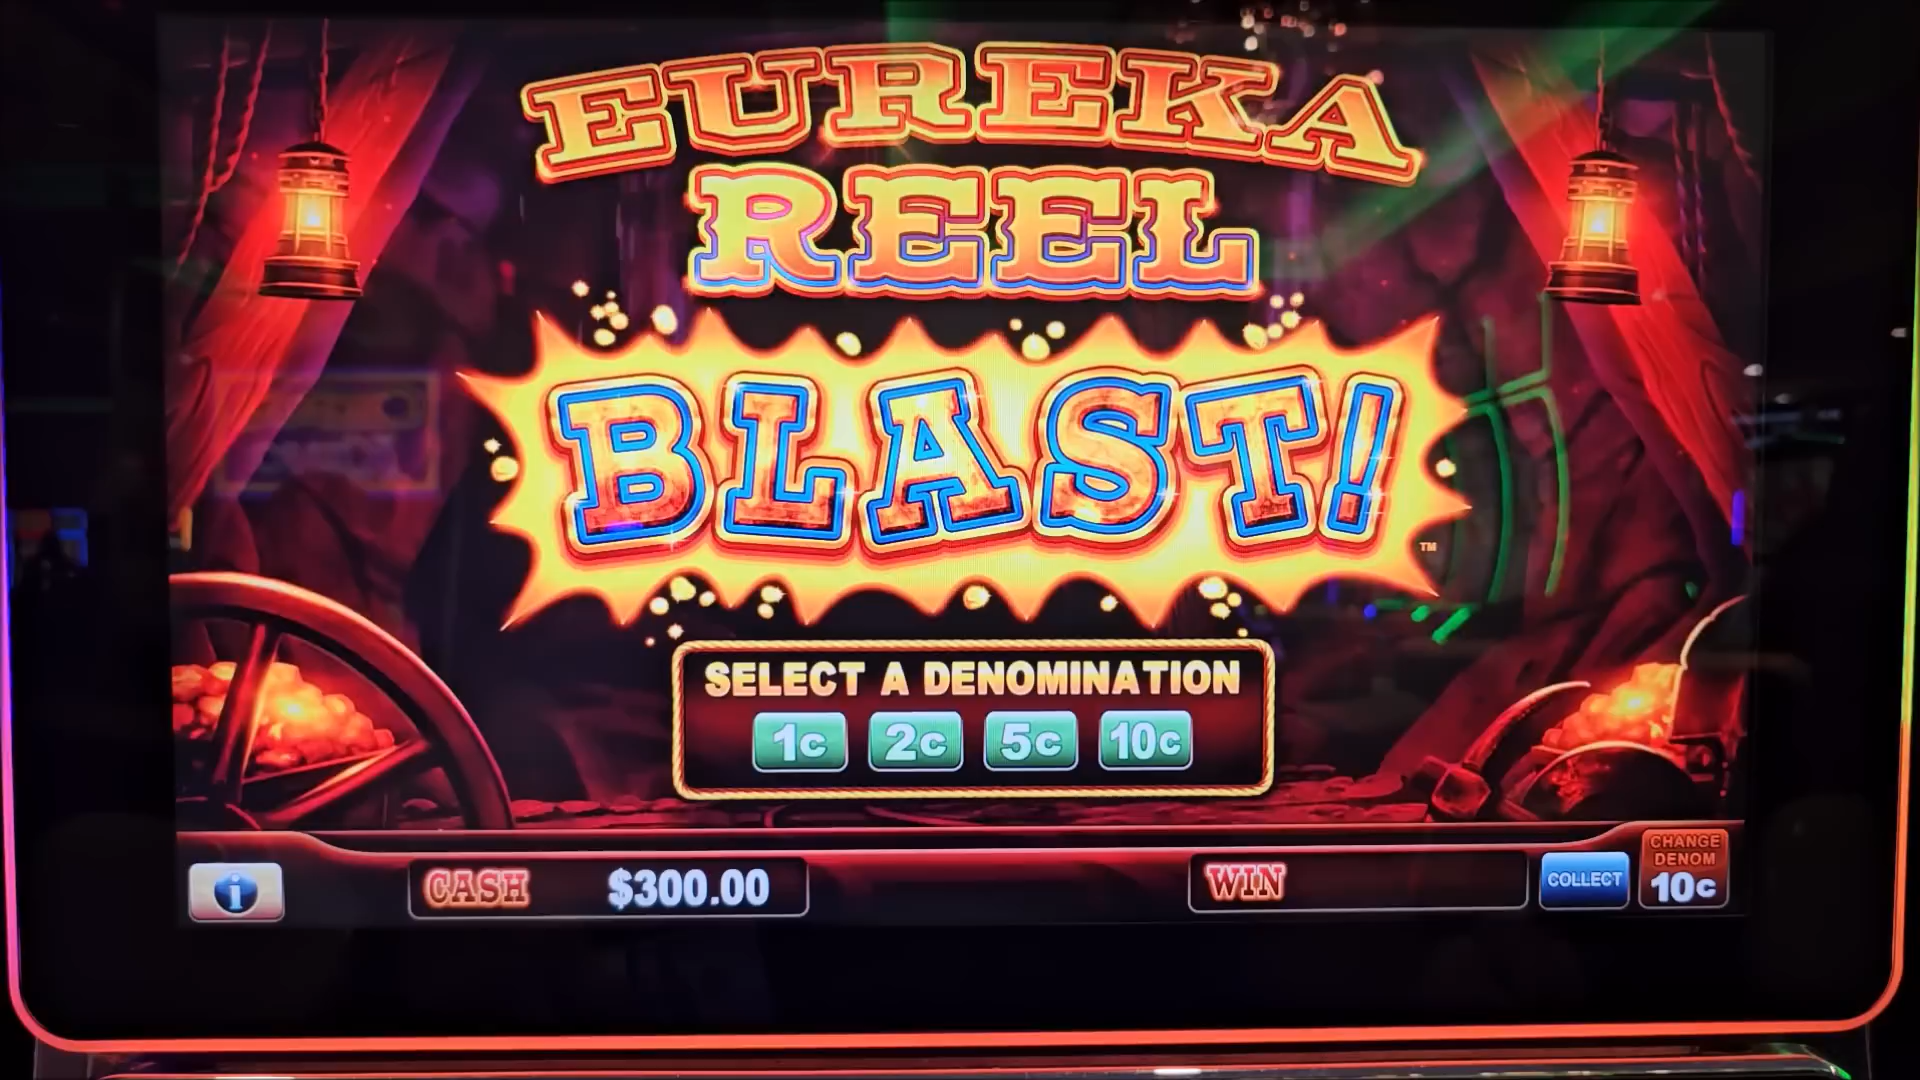 EUREKA
REEL
BLAST!
™
SELECT A DENOMINATION
1c 2c 5c 10c
i
CASH $300.00
WIN
COLLECT
CHANGE
DENOM
10c